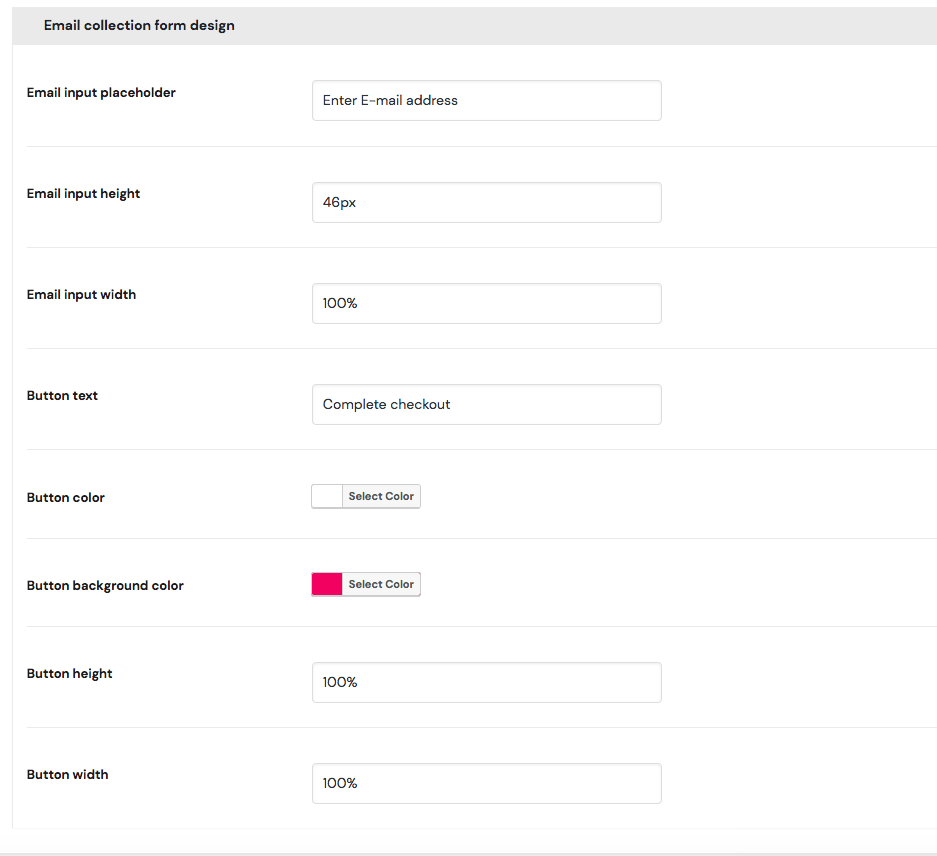 Email collection form design
Email input placeholder
Enter E-mail address
Email input height
46px
Email input width
100%
Button text
Complete checkout
Button color
Select Color
Button background color
Select Color
Button height
100%
Button width
100%